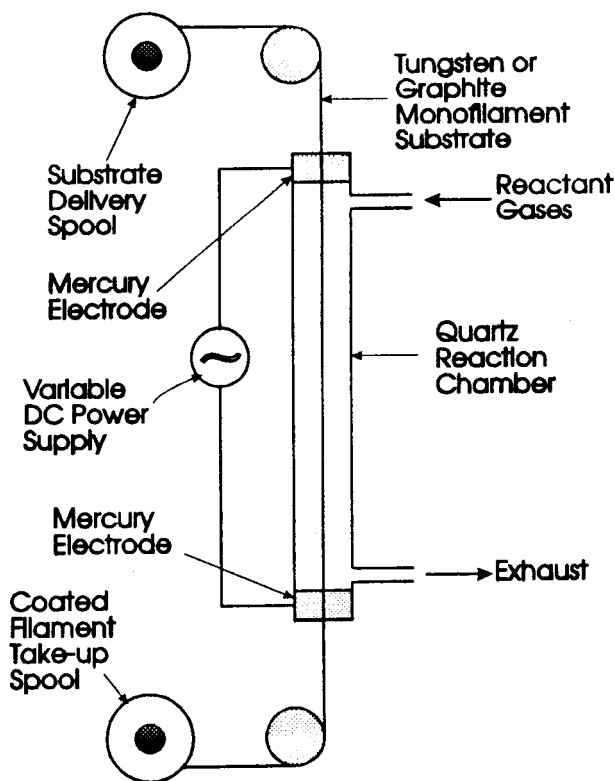 Tungsten or
Graphite
Monofilament
Substrate
Substrate
Delivery
Spool
Reactant
Gases
Mercury
Electrode
Quartz
Reaction
Chamber
Variable
DC Power
Supply
Mercury
Electrode
Exhaust
Coated
Filament
Take-up
Spool